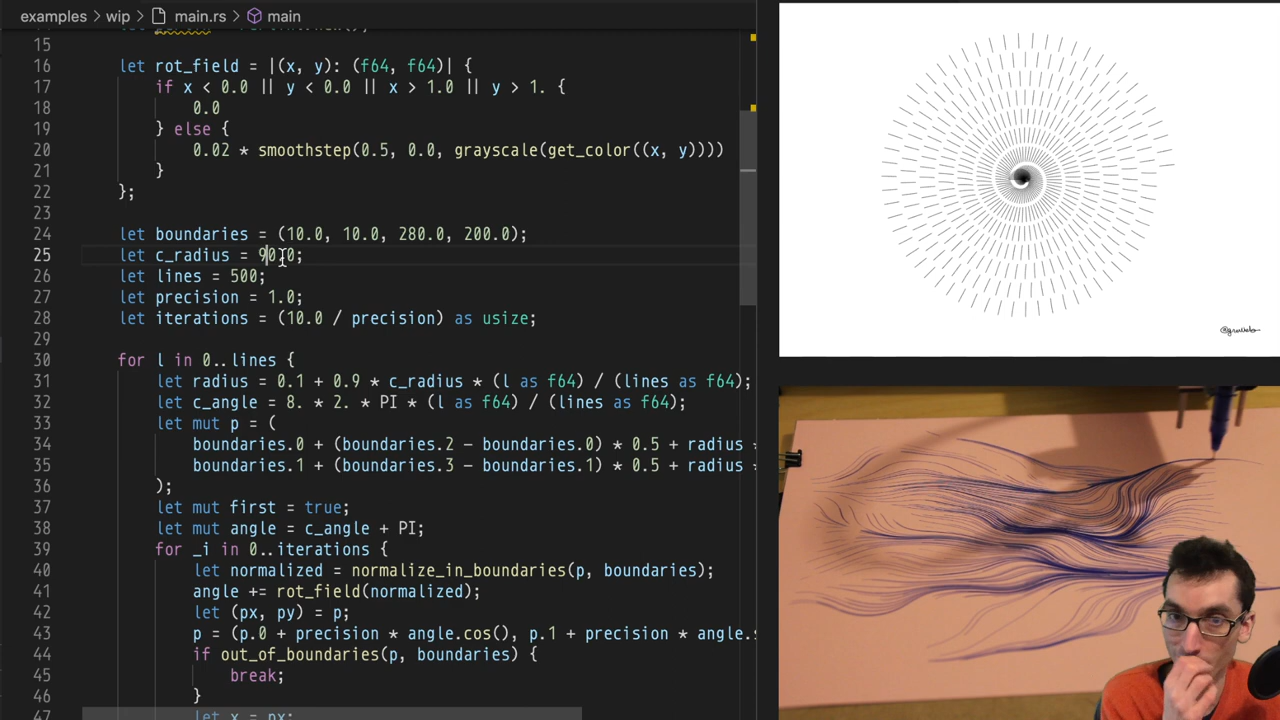 examples > wip > main.rs > main
15
16 let rot_field = |(x, y): (f64, f64)| {
17 if x < 0.0 || y < 0.0 || x > 1.0 || y > 1. {
18 0.0
19 } else {
20 0.02 * smoothstep(0.5, 0.0, grayscale(get_color((x, y))))
21 }
22 };
23
24 let boundaries = (10.0, 10.0, 280.0, 200.0);
25 let c_radius = 90.0;
26 let lines = 500;
27 let precision = 1.0;
28 let iterations = (10.0 / precision) as usize;
29
30 for l in 0..lines {
31 let radius = 0.1 + 0.9 * c_radius * (l as f64) / (lines as f64);
32 let c_angle = 8. * 2. * PI * (l as f64) / (lines as f64);
33 let mut p = (
34 boundaries.0 + (boundaries.2 - boundaries.0) * 0.5 + radius *
35 boundaries.1 + (boundaries.3 - boundaries.1) * 0.5 + radius *
36 );
37 let mut first = true;
38 let mut angle = c_angle + PI;
39 for _i in 0..iterations {
40 let normalized = normalize_in_boundaries(p, boundaries);
41 angle += rot_field(normalized);
42 let (px, py) = p;
43 p = (p.0 + precision * angle.cos(), p.1 + precision * angle.s
44 if out_of_boundaries(p, boundaries) {
45 break;
46 }
47 let x = px;